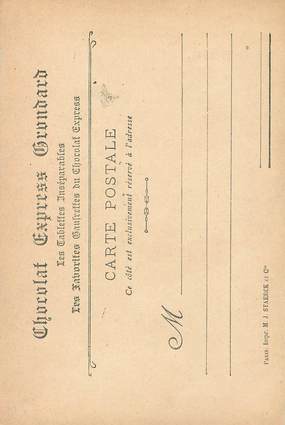 Chocolat Express Grondard
Les Tablettes Inséparables
Les Favorites Gaufrettes du Chocolat Express
CARTE POSTALE
Ce côté est exclusivement réservé à l'adresse
M
PARIS. Impr. M. J. STAERCK et Cie